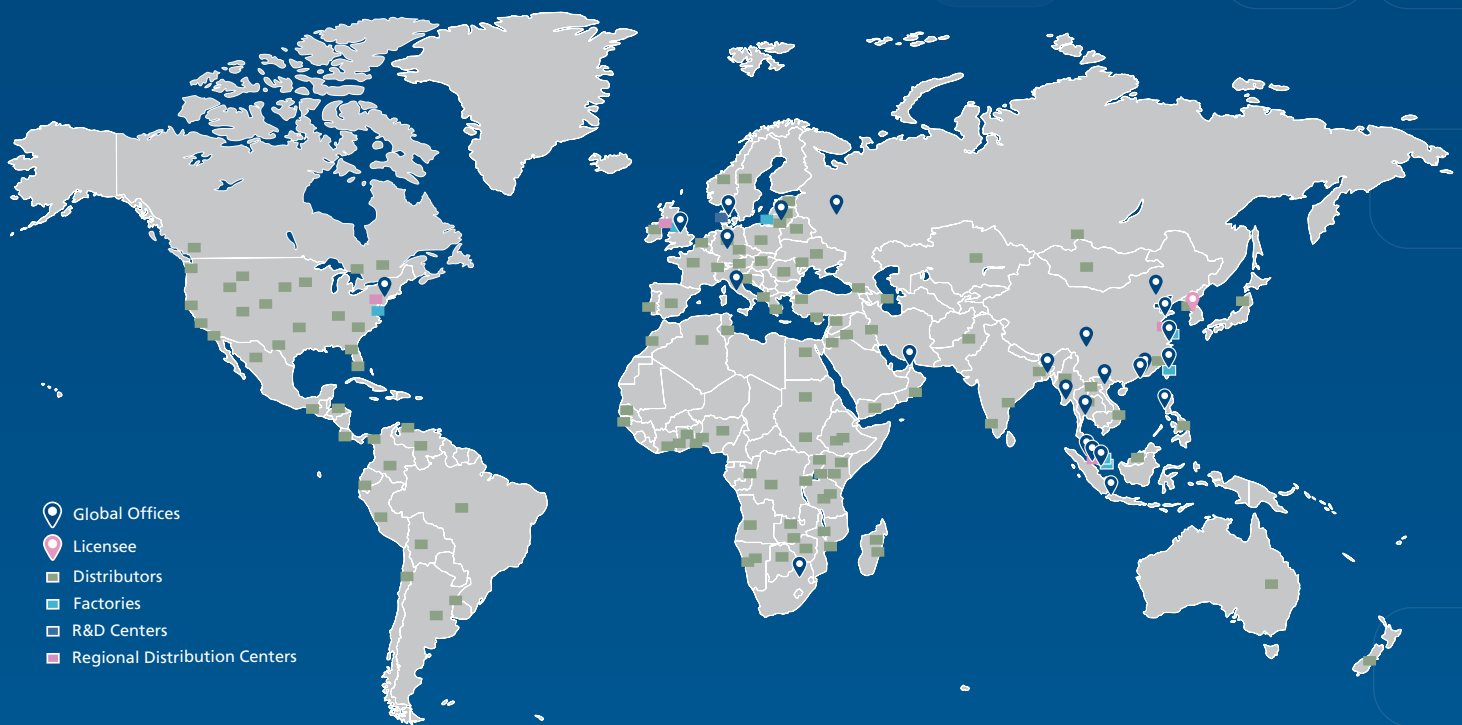 Global Offices
Licensee
Distributors
Factories
R&D Centers
Regional Distribution Centers